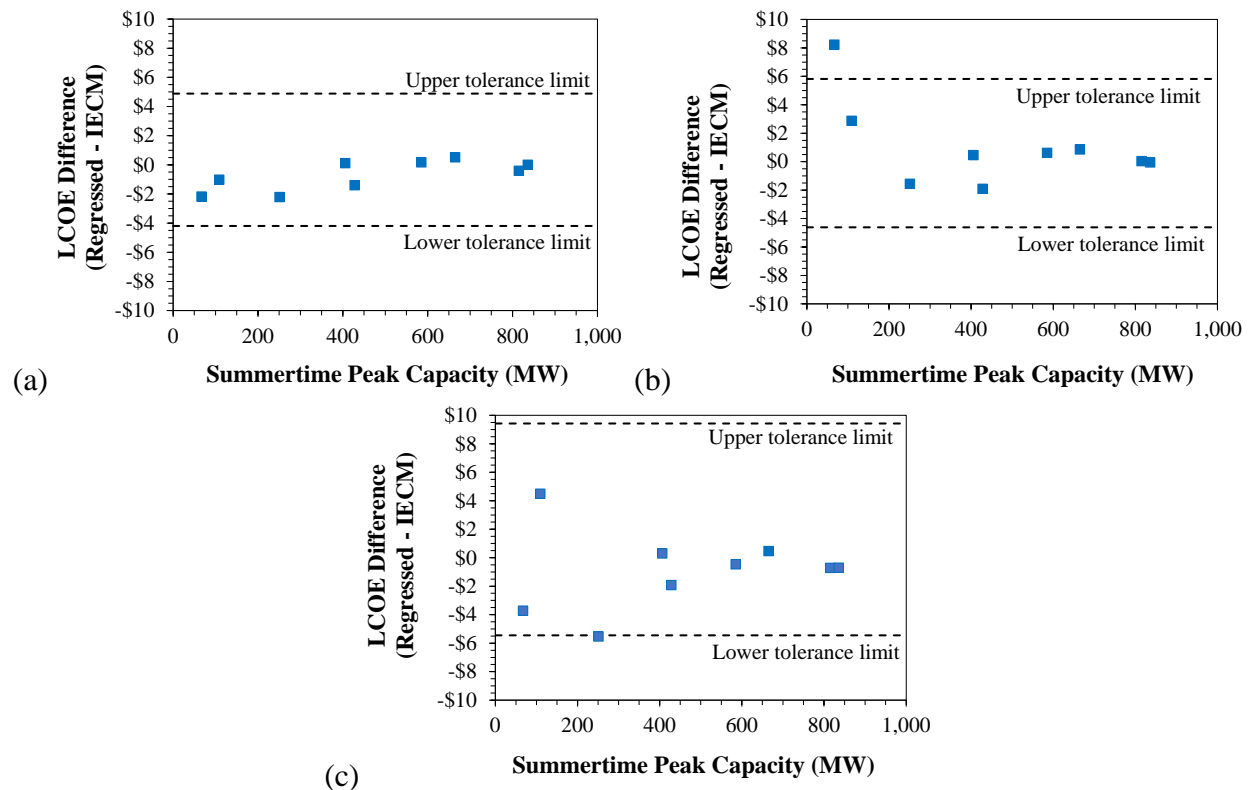 LCOE Difference
(Regressed - IECM)
$10
$8
$6
$4
$2
$0
-$2
-$4
-$6
-$8
-$10
Upper tolerance limit
Lower tolerance limit
0 200 400 600 800 1,000
Summertime Peak Capacity (MW)
(a)
LCOE Difference
(Regressed - IECM)
$10
$8
$6
$4
$2
$0
-$2
-$4
-$6
-$8
-$10
Upper tolerance limit
Lower tolerance limit
0 200 400 600 800 1,000
Summertime Peak Capacity (MW)
(b)
LCOE Difference
(Regressed - IECM)
$10
$8
$6
$4
$2
$0
-$2
-$4
-$6
-$8
-$10
Upper tolerance limit
Lower tolerance limit
0 200 400 600 800 1,000
Summertime Peak Capacity (MW)
(c)